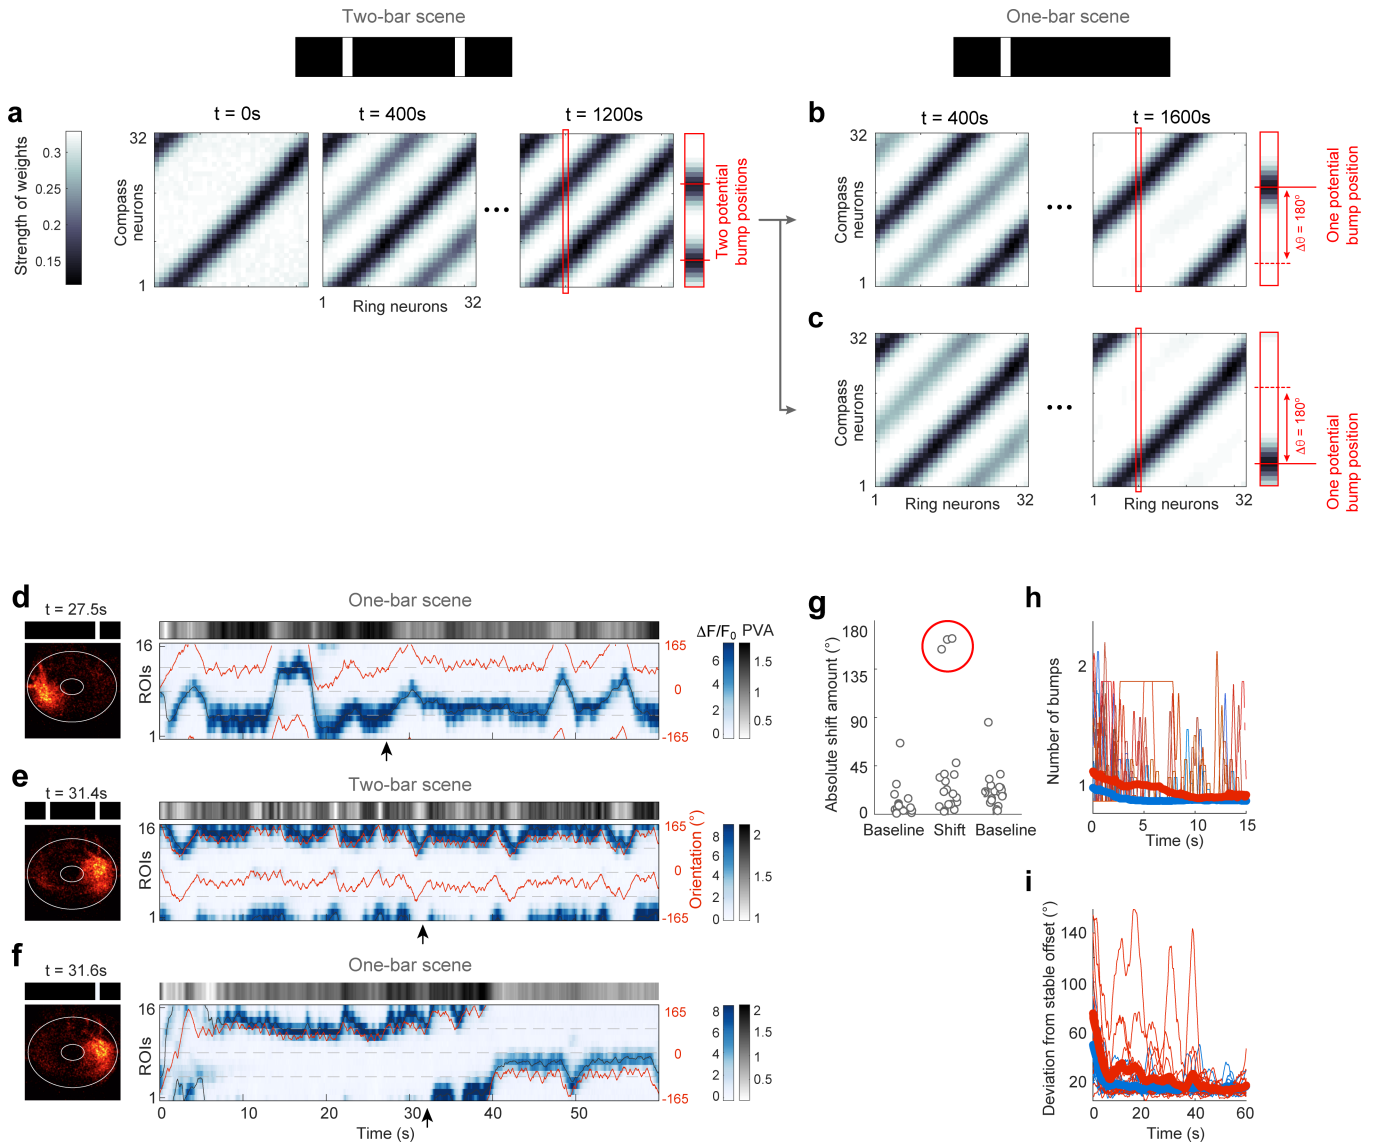 Two-bar scene
One-bar scene
a
t = 0s
t = 400s
t = 1200s
Strength of weights
0.3
0.25
0.2
0.15
Compass
neurons
32
1
1
Ring neurons
32
Two potential
bump positions
b
t = 400s
t = 1600s
Compass
neurons
32
1
32
1
Δθ = 180°
One potential
bump position
c
Compass
neurons
32
1
32
1
1
Ring neurons
32
1
Ring neurons
32
Δθ = 180°
One potential
bump position
d
t = 27.5s
One-bar scene
ROIs
16
1
165
0
-165
ΔF/F0 PVA
6
4
2
0
1.5
1
0.5
e
t = 31.4s
Two-bar scene
ROIs
16
1
165
0
-165
Orientation (°)
8
6
4
2
0
2
1.5
1
f
t = 31.6s
One-bar scene
ROIs
16
1
165
0
-165
8
6
4
2
0
2
1.5
1
0.5
0 10 20 30 40 50
Time (s)
g
Absolute shift amount (°)
180
135
90
45
0
Baseline Shift Baseline
h
Number of bumps
2
1
0 5 10 15
Time (s)
i
Deviation from stable offset (°)
140
100
60
20
0 20 40 60
Time (s)